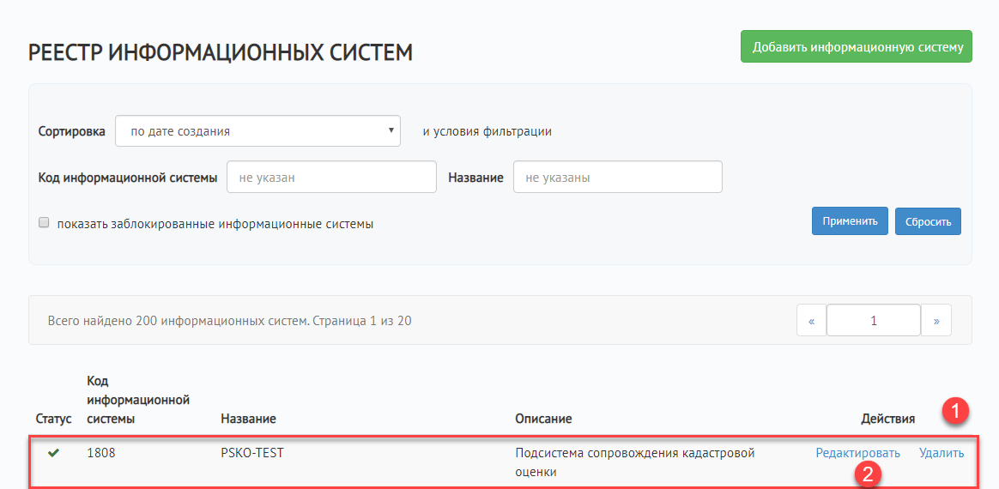 РЕЕСТР ИНФОРМАЦИОННЫХ СИСТЕМ
Добавить информационную систему
Сортировка по дате создания и условия фильтрации
Код информационной системы не указан Название не указаны
показать заблокированные информационные системы
Применить Сбросить
Всего найдено 200 информационных систем. Страница 1 из 20
« 1 »
Статус Код информационной системы Название Описание Действия
1
1808 PSKO-TEST Подсистема сопровождения кадастровой оценки Редактировать Удалить
2